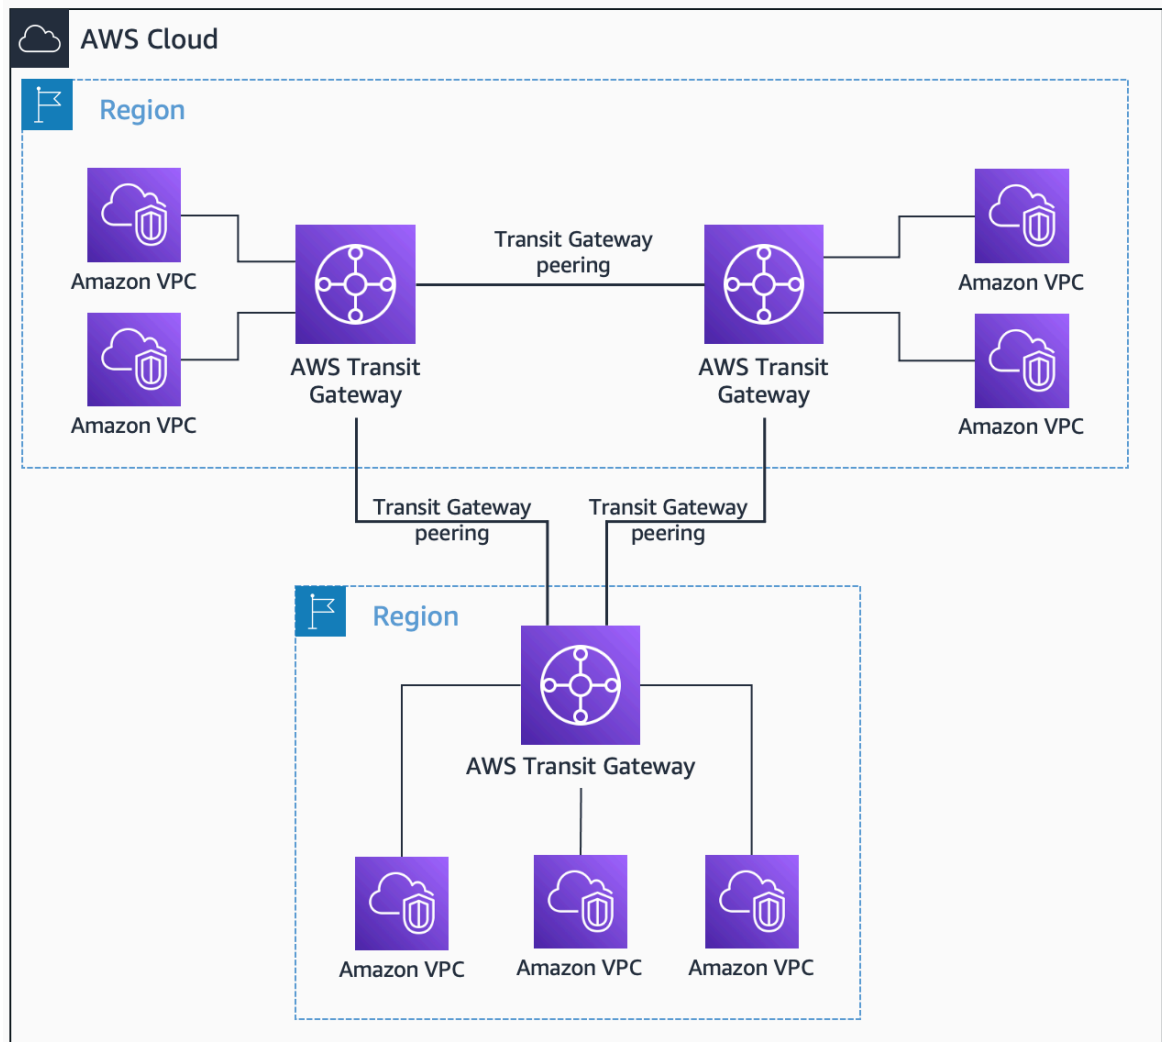 AWS Cloud
Region
Amazon VPC
Amazon VPC
AWS Transit
Gateway
Transit Gateway
peering
AWS Transit
Gateway
Amazon VPC
Amazon VPC
Transit Gateway
peering
Transit Gateway
peering
Region
AWS Transit Gateway
Amazon VPC
Amazon VPC
Amazon VPC